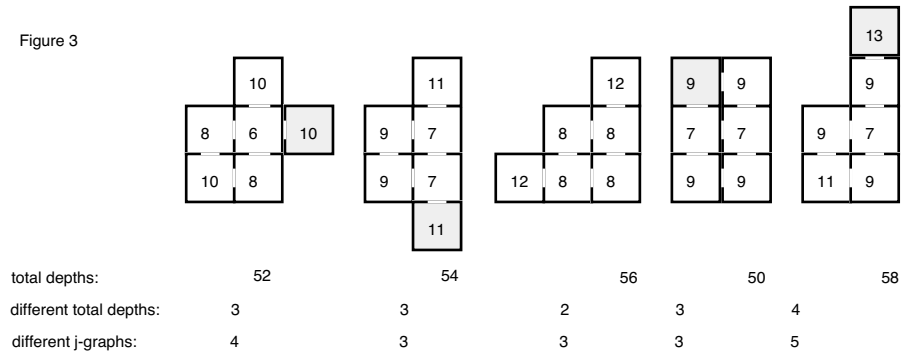 13
Figure 3
10 11 12 9 9 9
8 6 10 9 7 8 8 7 7 9 7
10 8 9 7 12 8 8 8 9 9 11 9
11
total depths: 52 54 56 50 58
different total depths: 3 3 2 3 4
different j-graphs: 4 3 3 3 5